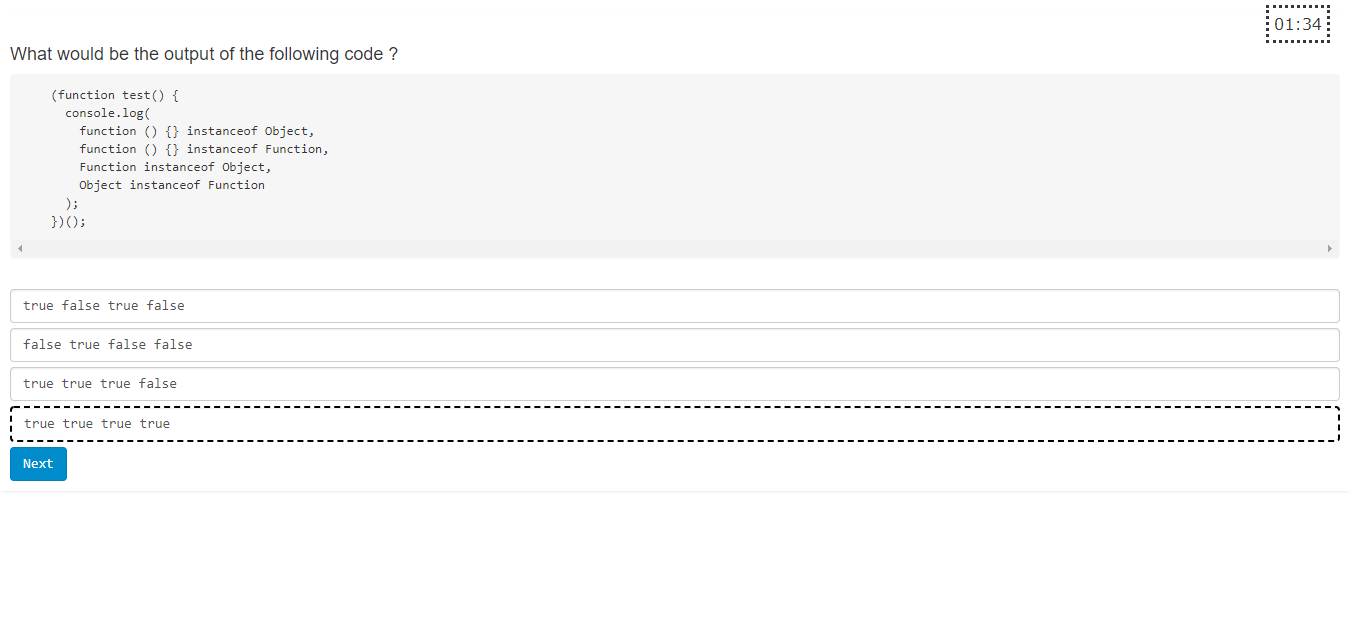 01:34
What would be the output of the following code ?
(function test() {
console.log(
function () {} instanceof Object,
function () {} instanceof Function,
Function instanceof Object,
Object instanceof Function
);
})();
true false true false
false true false false
true true true false
true true true true
Next